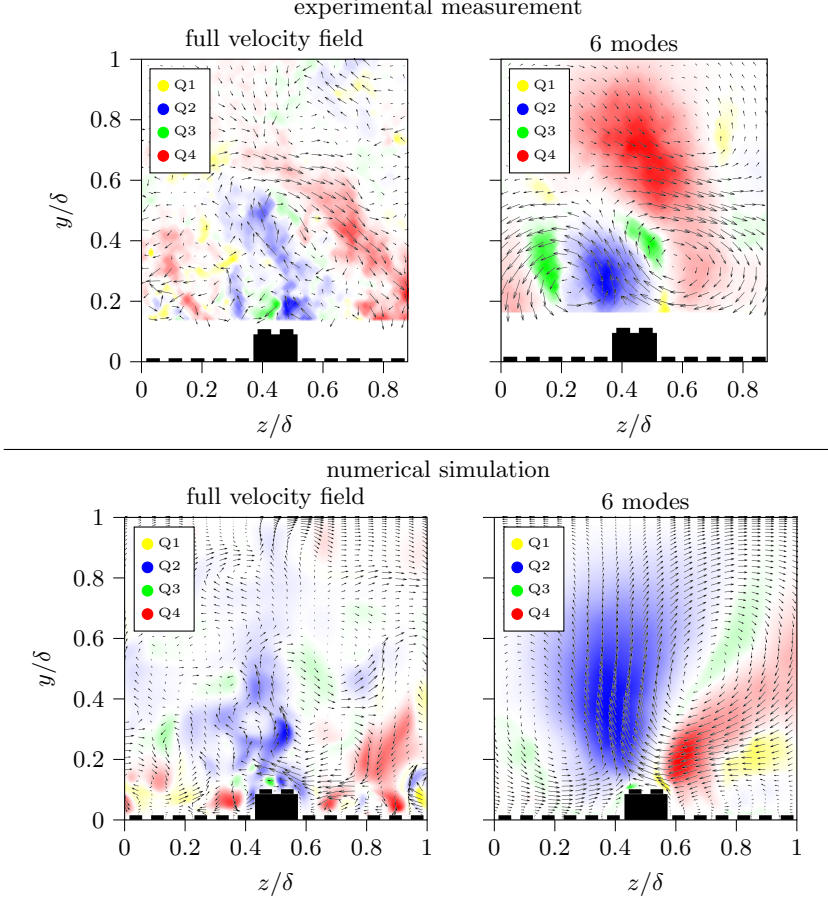 experimental measurement
full velocity field
6 modes
1
0.8
0.6
0.4
0.2
0
y/δ
Q1
Q2
Q3
Q4
Q1
Q2
Q3
Q4
0 0.2 0.4 0.6 0.8
0 0.2 0.4 0.6 0.8
z/δ
z/δ
numerical simulation
full velocity field
6 modes
1
0.8
0.6
0.4
0.2
0
y/δ
Q1
Q2
Q3
Q4
Q1
Q2
Q3
Q4
0 0.2 0.4 0.6 0.8 1
0 0.2 0.4 0.6 0.8 1
z/δ
z/δ